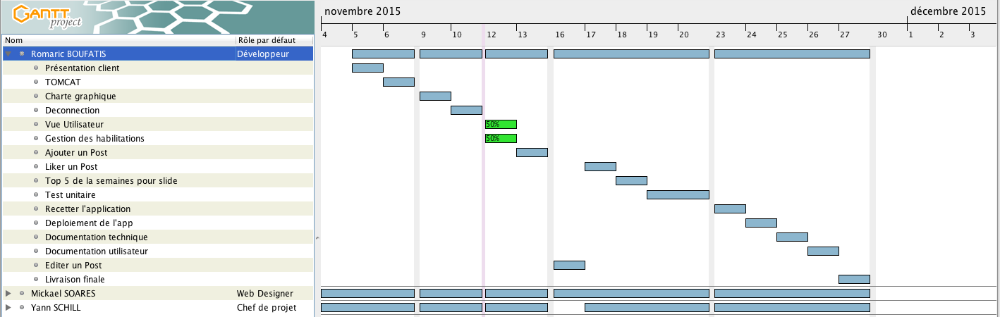 GANTT
project
novembre 2015
décembre 2015
4 5 6 9 10 12 13 16 17 18 19 20 23 24 25 26 27 30 1 2 3
Nom Rôle par défaut
Romaric BOUFATIS Développeur
Présentation client
TOMCAT
Charte graphique
Deconnection
Vue Utilisateur 50%
Gestion des habilitations 50%
Ajouter un Post
Liker un Post
Top 5 de la semaines pour slide
Test unitaire
Recetter l'application
Deploiement de l'app
Documentation technique
Documentation utilisateur
Editer un Post
Livraison finale
Mickael SOARES Web Designer
Yann SCHILL Chef de projet